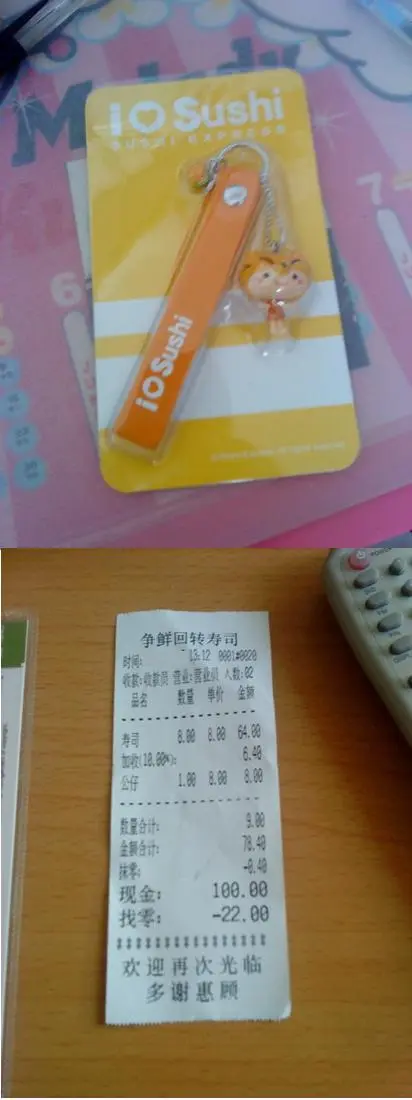 Melody
I ♡ Sushi
SUSHI EXPRESS
7
6
i♡Sushi
POWER
争鲜回转寿司
时间: 13:12 0001#0020
收款:收款员 营业:营业员 人数:02
品名 数量 单价 金额
寿司 8.00 8.00 64.00
加收(10.00%): 6.40
公仔 1.00 8.00 8.00
数量合计: 9.00
金额合计: 78.40
抹零: -0.40
现金: 100.00
找零: -22.00
欢迎再次光临
多谢惠顾